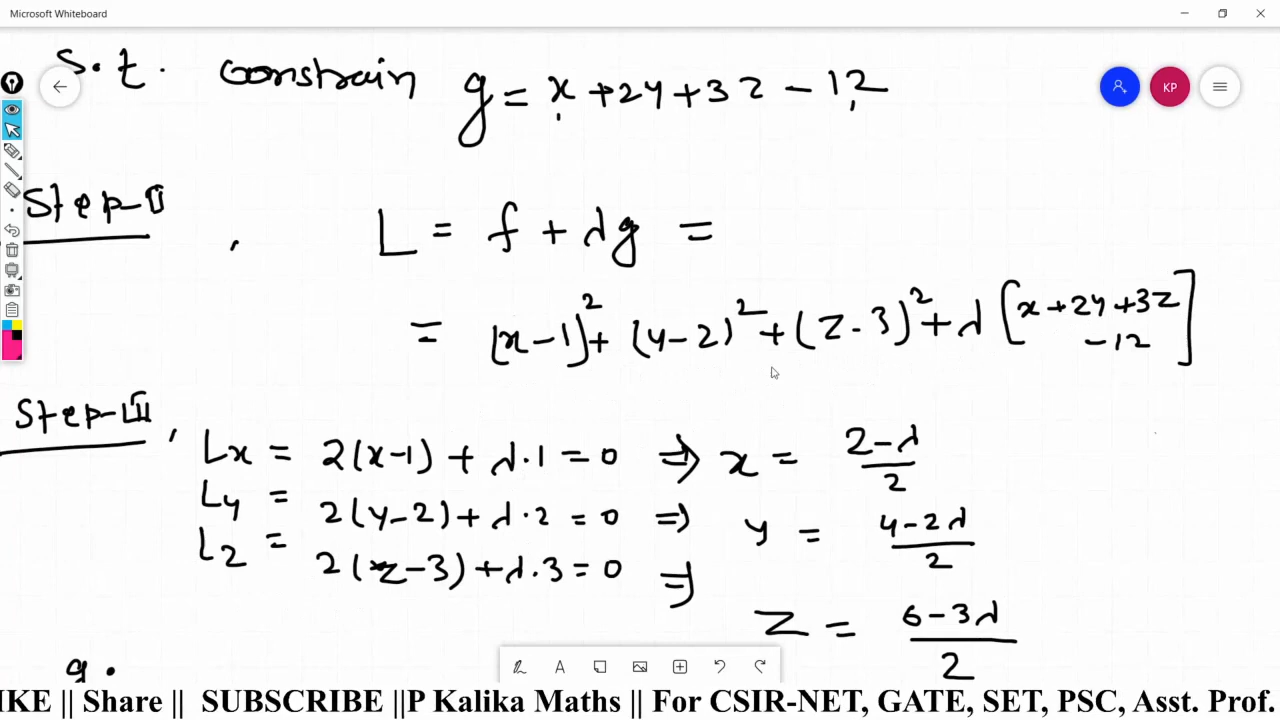 Microsoft Whiteboard
S.t. constrain g = x + 2y + 3z - 12
KP
Step-II
, L = f + λg =
= (x-1)² + (y-2)² + (z-3)² + λ [x + 2y + 3z
-12]
Step-III ,
Lx = 2(x-1) + λ·1 = 0 ⇒ x = (2-λ)/2
Ly = 2(y-2) + λ·2 = 0 ⇒ y = (4-2λ)/2
Lz = 2(z-3) + λ·3 = 0 ⇒ z = (6-3λ)/2
IKE || Share || SUBSCRIBE ||P Kalika Maths || For CSIR-NET, GATE, SET, PSC, Asst. Prof.